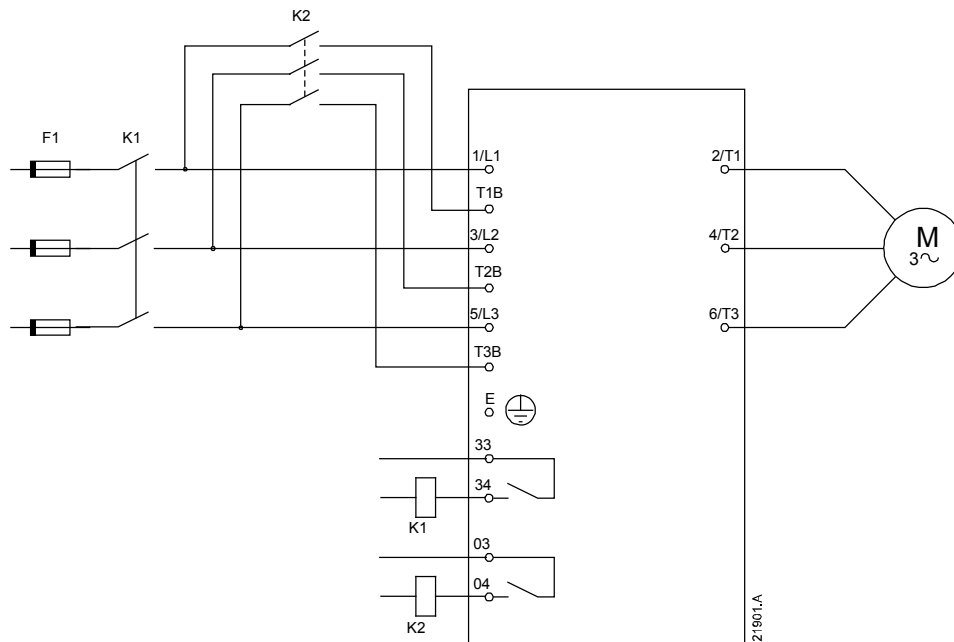 K2
F1
K1
1/L1
2/T1
T1B
3/L2
4/T2
M
3~
T2B
5/L3
6/T3
T3B
E
33
34
K1
03
04
K2
21901.A